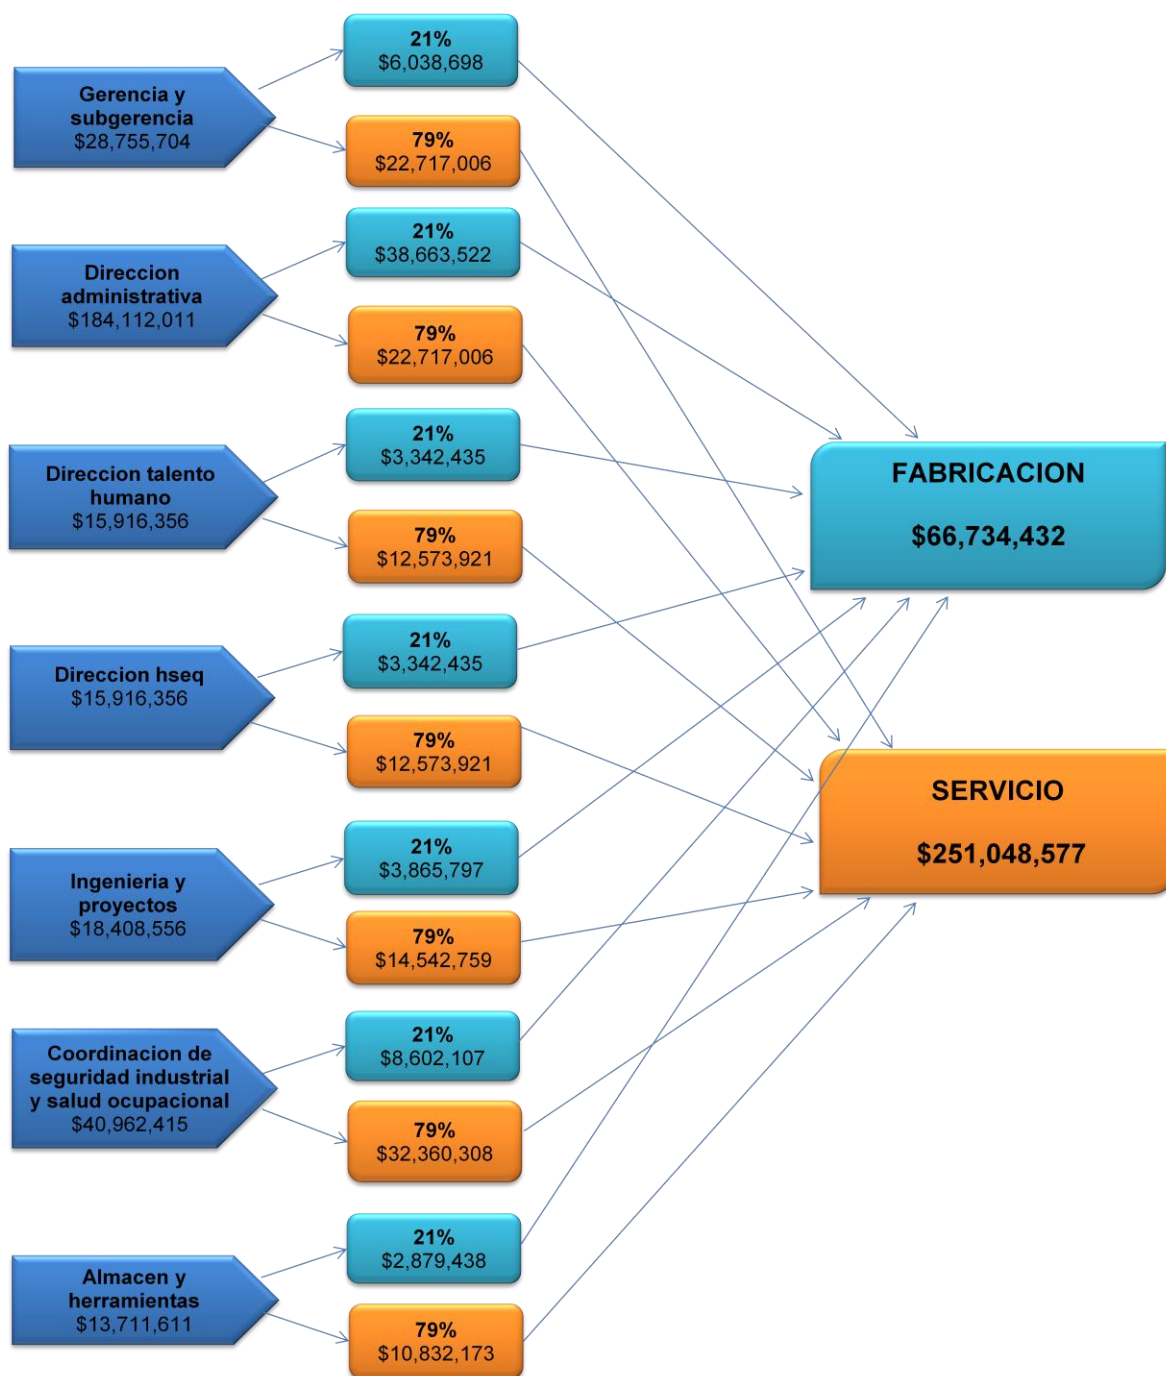 21%
$6,038,698
Gerencia y
subgerencia
$28,755,704
79%
$22,717,006
21%
$38,663,522
Direccion
administrativa
$184,112,011
79%
$22,717,006
21%
$3,342,435
Direccion talento
humano
$15,916,356
79%
$12,573,921
FABRICACION
$66,734,432
21%
$3,342,435
Direccion hseq
$15,916,356
79%
$12,573,921
SERVICIO
$251,048,577
21%
$3,865,797
Ingenieria y
proyectos
$18,408,556
79%
$14,542,759
21%
$8,602,107
Coordinacion de
seguridad industrial
y salud ocupacional
$40,962,415
79%
$32,360,308
21%
$2,879,438
Almacen y
herramientas
$13,711,611
79%
$10,832,173